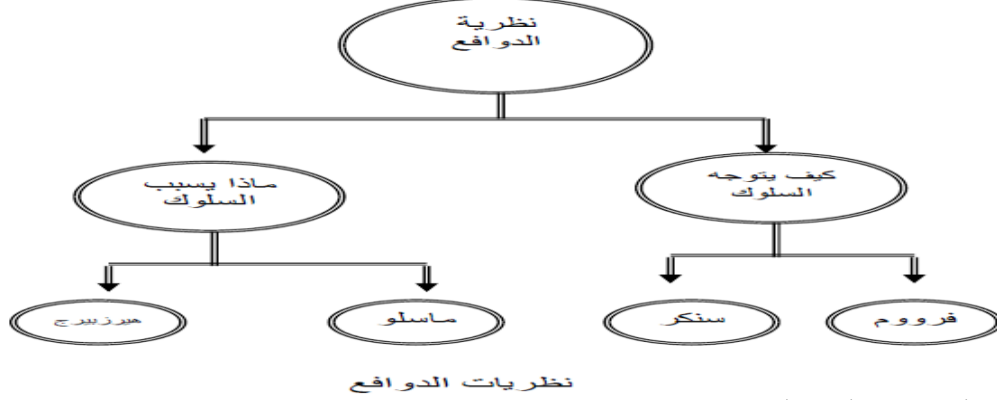 نظرية
الدوافع
كيف يتوجه
السلوك
ماذا يسبب
السلوك
فرووم
سنكر
ماسلو
هيرزبيرج
نظريات الدوافع